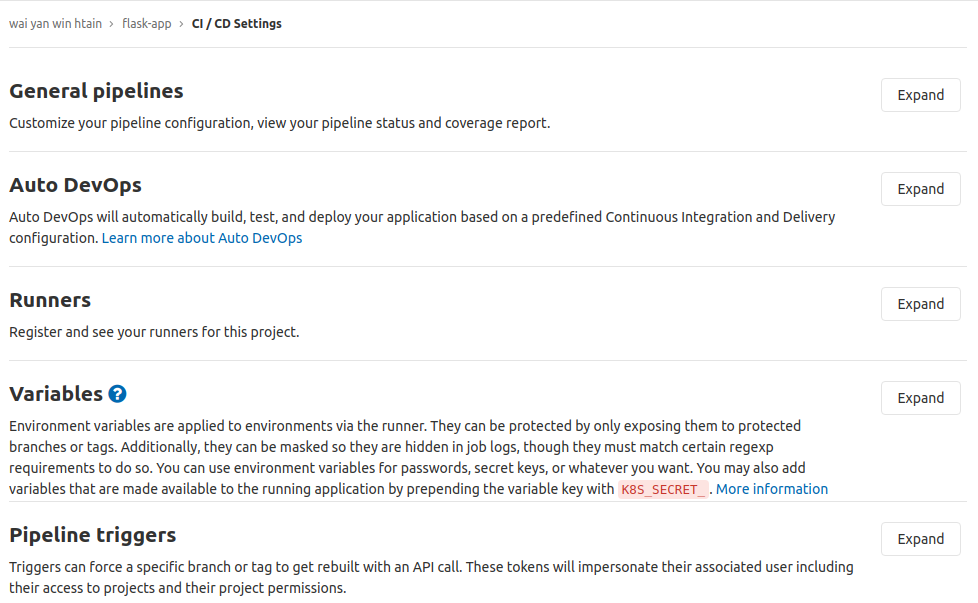 wai yan win htain › flask-app › CI / CD Settings
General pipelines
Expand
Customize your pipeline configuration, view your pipeline status and coverage report.
Auto DevOps
Expand
Auto DevOps will automatically build, test, and deploy your application based on a predefined Continuous Integration and Delivery
configuration. Learn more about Auto DevOps
Runners
Expand
Register and see your runners for this project.
Variables ?
Expand
Environment variables are applied to environments via the runner. They can be protected by only exposing them to protected
branches or tags. Additionally, they can be masked so they are hidden in job logs, though they must match certain regexp
requirements to do so. You can use environment variables for passwords, secret keys, or whatever you want. You may also add
variables that are made available to the running application by prepending the variable key with K8S_SECRET_. More information
Pipeline triggers
Expand
Triggers can force a specific branch or tag to get rebuilt with an API call. These tokens will impersonate their associated user including
their access to projects and their project permissions.